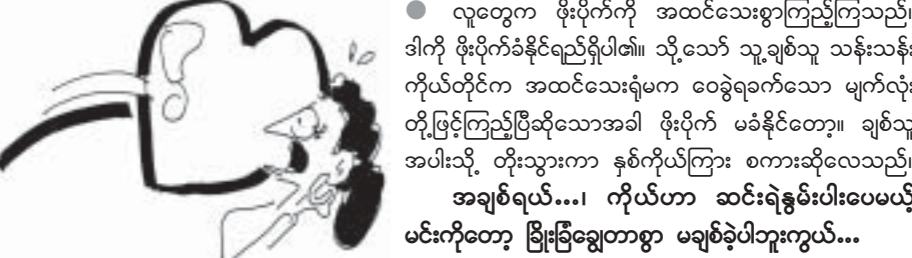 ● လူတွေက ဖိုးပိုက်ကို အထင်သေးစွာကြည့်ကြသည်။
ဒါကို ဖိုးပိုက်ခံနိုင်ရည်ရှိပါ၏။ သို့သော် သူ့ချစ်သူ သန်းသန်း
ကိုယ်တိုင်က အထင်သေးရုံမက ဝေခွဲရခက်သော မျက်လုံး
တို့ဖြင့်ကြည့်ပြီဆိုသောအခါ ဖိုးပိုက် မခံနိုင်တော့။ ချစ်သူ
အပါးသို့ တိုးသွားကာ နှစ်ကိုယ်ကြား စကားဆိုလေသည်။
အချစ်ရယ်...၊ ကိုယ်ဟာ ဆင်းရဲနွမ်းပါးပေမယ့်
မင်းကိုတော့ ခြိုးခြံချွေတာစွာ မချစ်ခဲ့ပါဘူးကွယ်...